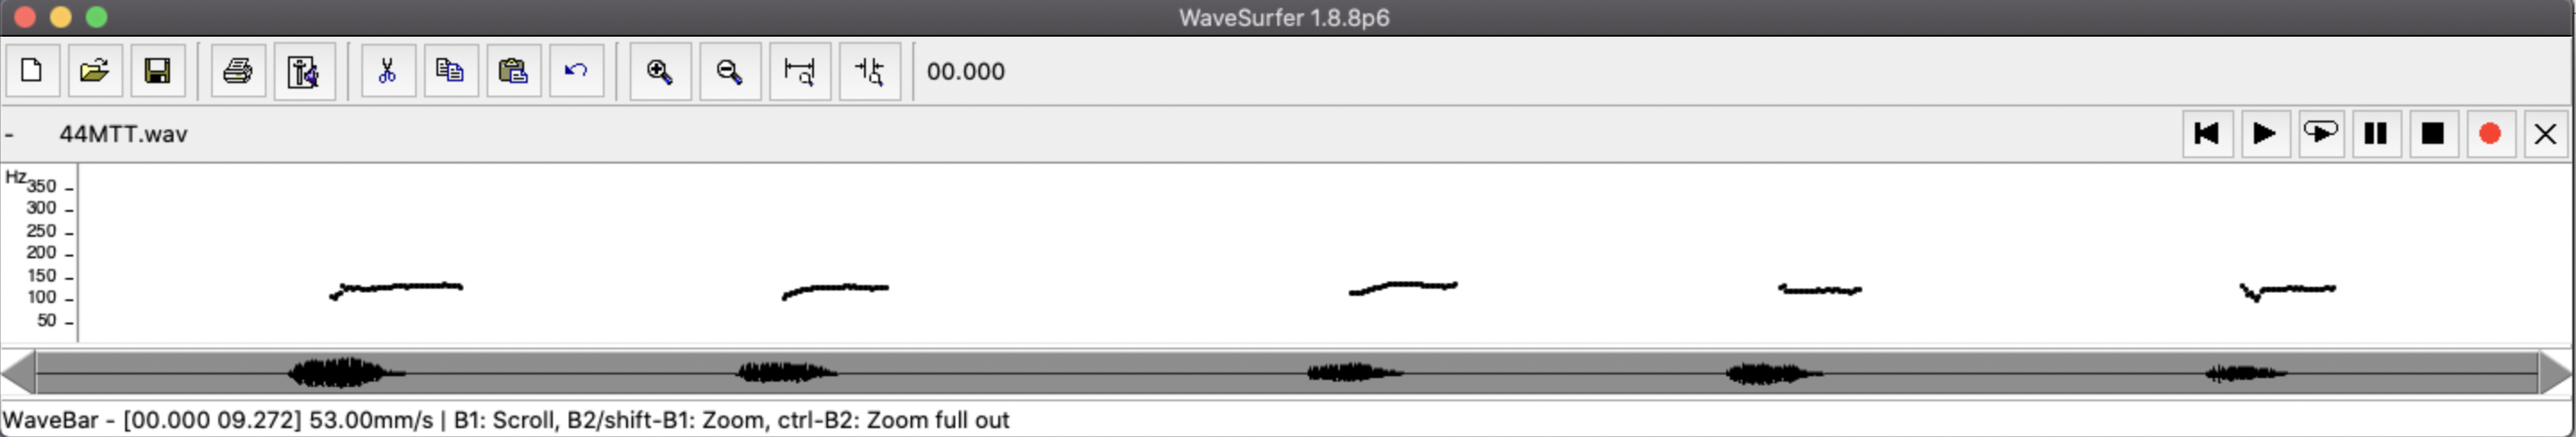 WaveSurfer 1.8.8p6
00.000
- 44MTT.wav
Hz
350
300
250
200
150
100
50
WaveBar - [00.000 09.272] 53.00mm/s | B1: Scroll, B2/shift-B1: Zoom, ctrl-B2: Zoom full out